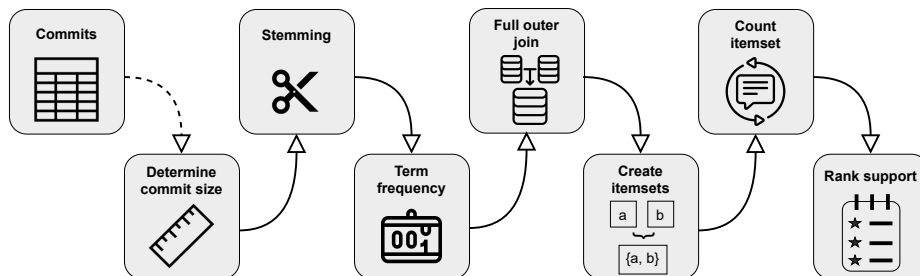 Commits
Determine
commit size
Stemming
Term
frequency
001
Full outer
join
Create
itemsets
a b
{a, b}
Count
itemset
Rank support